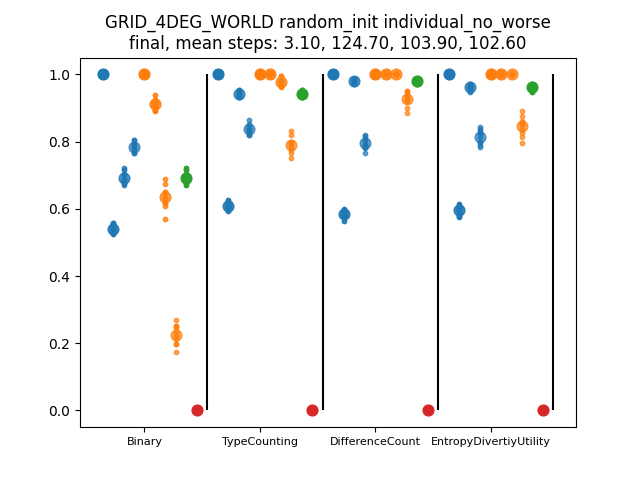 GRID_4DEG_WORLD random_init individual_no_worse
final, mean steps: 3.10, 124.70, 103.90, 102.60
1.0
0.8
0.6
0.4
0.2
0.0
Binary TypeCounting DifferenceCount EntropyDivertiyUtility